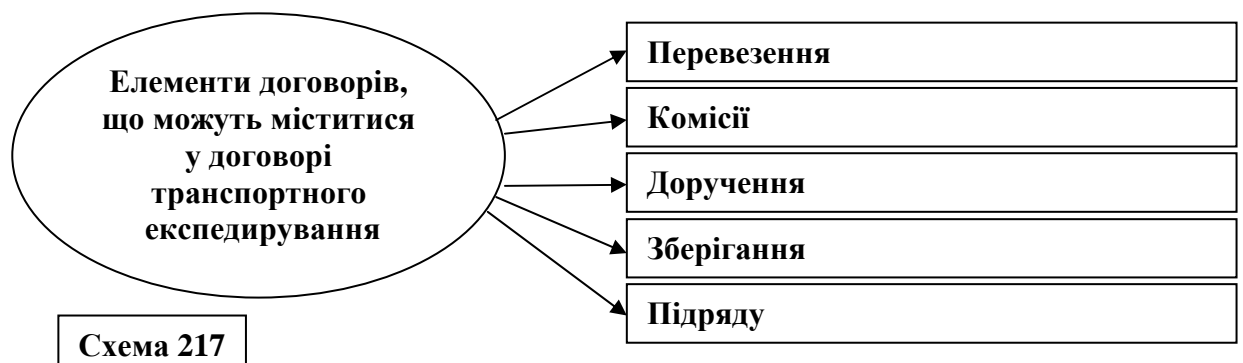 Елементи договорів,
що можуть міститися
у договорі
транспортного
експедирування
Перевезення
Комісії
Доручення
Зберігання
Підряду
Схема 217